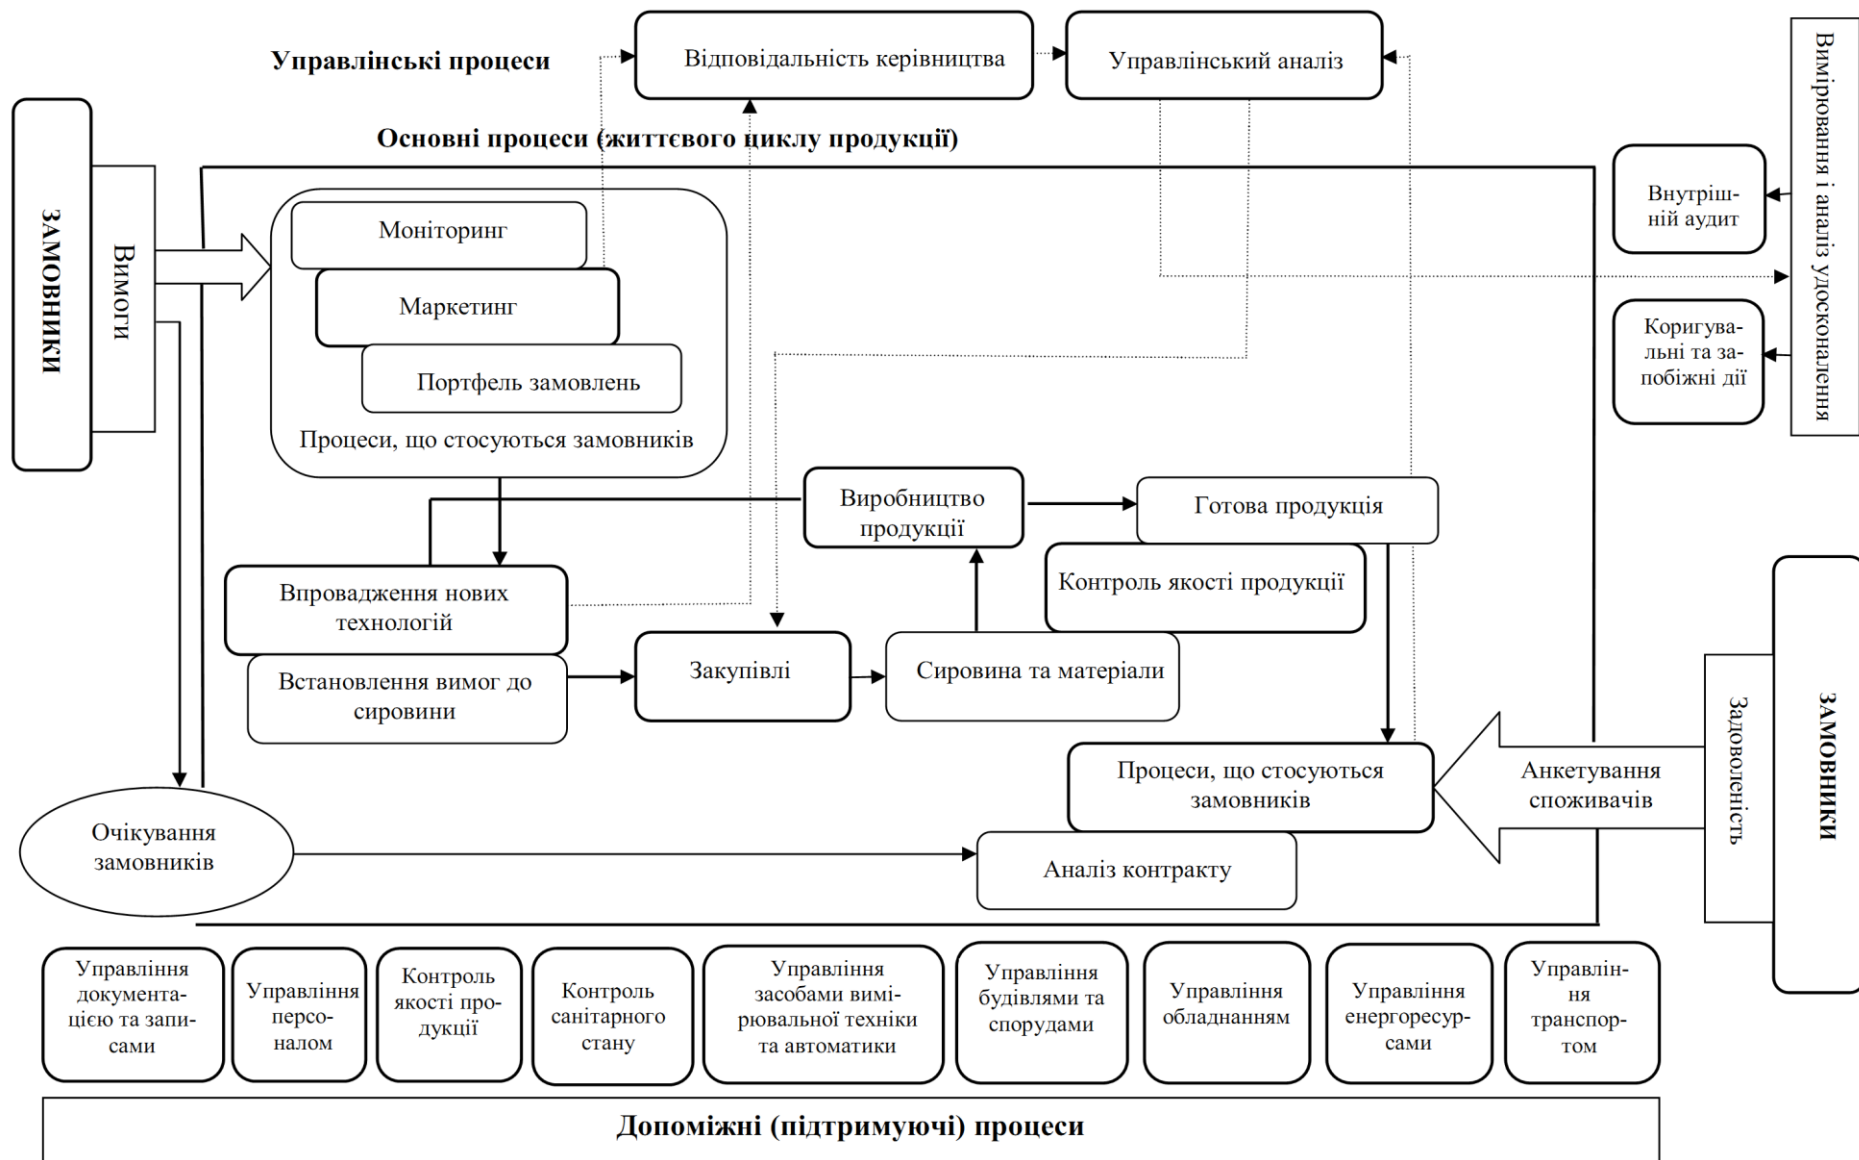 Управлінські процеси
Відповідальність керівництва
Управлінський аналіз
Вимірювання і аналіз удосконалення
Основні процеси (життєвого циклу продукції)
ЗАМОВНИКИ
Вимоги
Моніторинг
Маркетинг
Портфель замовлень
Процеси, що стосуються замовників
Внутріш-
ній аудит
Коригува-
льні та за-
побіжні дії
Виробництво
продукції
Готова продукція
Контроль якості продукції
Впровадження нових
технологій
Встановлення вимог до
сировини
Закупівлі
Сировина та матеріали
Процеси, що стосуються
замовників
Аналіз контракту
Анкетування
споживачів
Задоволеність
ЗАМОВНИКИ
Очікування
замовників
Управління
документа-
цією та запи-
сами
Управління
персо-
налом
Контроль
якості про-
дукції
Контроль
санітарного
стану
Управління
засобами вимі-
рювальної техніки
та автоматики
Управління
будівлями та
спорудами
Управління
обладнанням
Управління
енергоресур-
сами
Управлін-
ня
транспор-
том
Допоміжні (підтримуючі) процеси